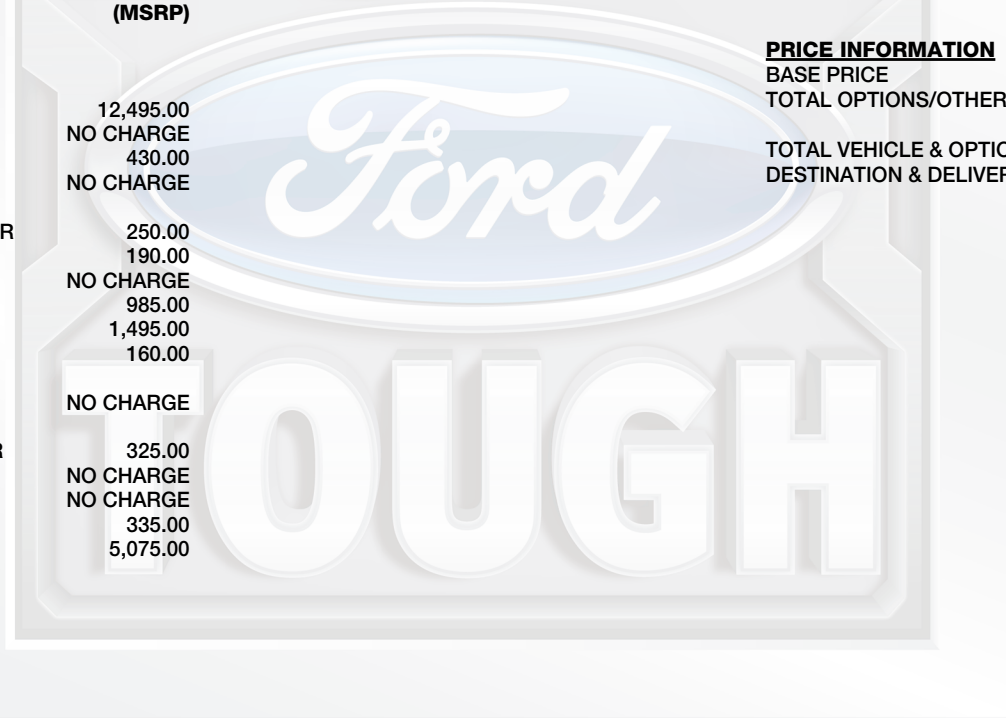 (MSRP)
12,495.00
NO CHARGE
430.00
NO CHARGE
R 250.00
190.00
NO CHARGE
985.00
1,495.00
160.00
NO CHARGE
R 325.00
NO CHARGE
NO CHARGE
335.00
5,075.00
PRICE INFORMATION
BASE PRICE
TOTAL OPTIONS/OTHER
TOTAL VEHICLE & OPTIO
DESTINATION & DELIVER
Ford
TOUGH